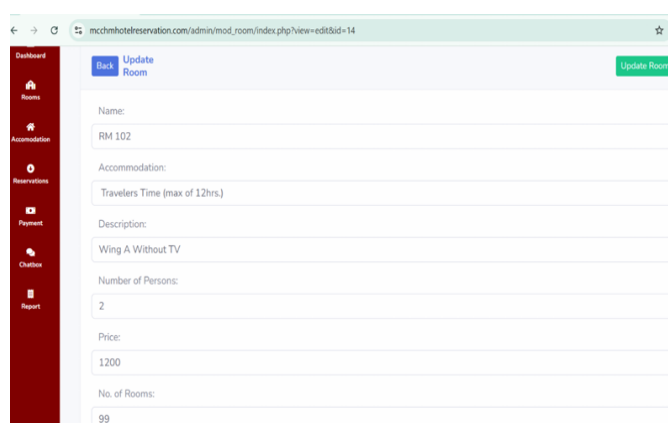 mcchmhotelreservation.com/admin/mod_room/index.php?view=edit&id=14
Dashboard
Rooms
Accomodation
Reservations
Payment
Chatbox
Report
Back
Update
Room
Update Room
Name:
RM 102
Accommodation:
Travelers Time (max of 12hrs.)
Description:
Wing A Without TV
Number of Persons:
2
Price:
1200
No. of Rooms:
99